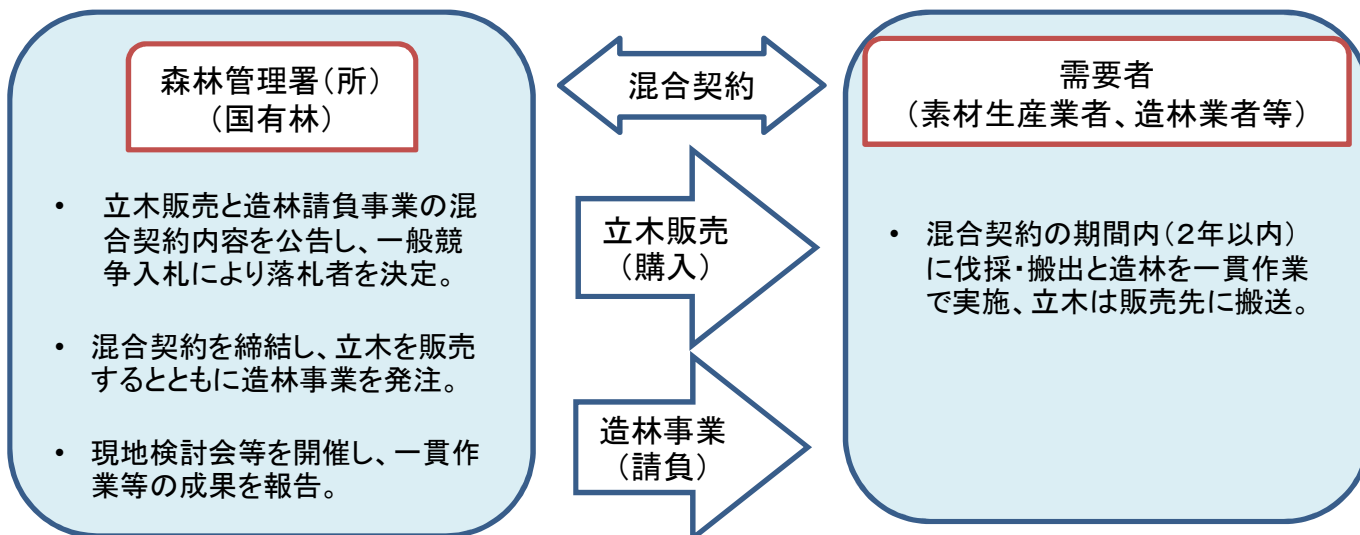 森林管理署(所)
(国有林)
• 立木販売と造林請負事業の混
合契約内容を公告し、一般競
争入札により落札者を決定。
• 混合契約を締結し、立木を販売
するとともに造林事業を発注。
• 現地検討会等を開催し、一貫作
業等の成果を報告。
混合契約
立木販売
(購入)
造林事業
(請負)
需要者
(素材生産業者、造林業者等)
• 混合契約の期間内(2年以内)
に伐採・搬出と造林を一貫作業
で実施、立木は販売先に搬送。